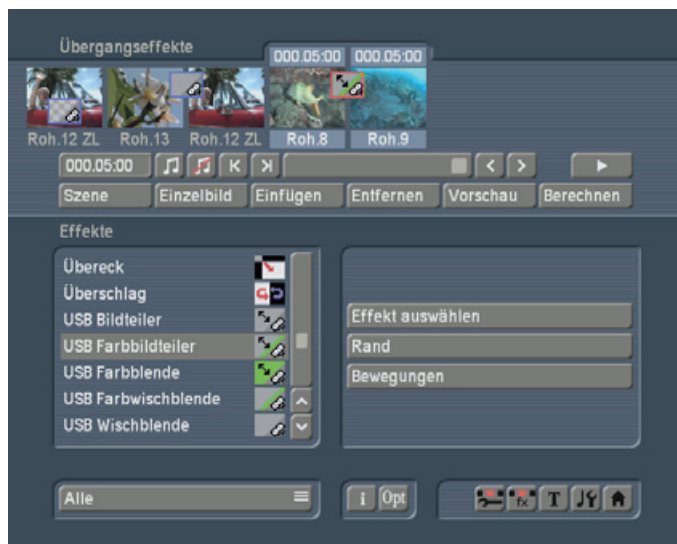 Übergangseffekte
000.05:00 000.05:00
Roh.12 ZL Roh.13 Roh.12 ZL Roh.8 Roh.9
000.05:00
Szene Einzelbild Einfügen Entfernen Vorschau Berechnen
Effekte
Übereck
Überschlag
USB Bildteiler
USB Farbbildteiler
USB Farbblende
USB Farbwischblende
USB Wischblende
Effekt auswählen
Rand
Bewegungen
Alle
i Opt
fx T